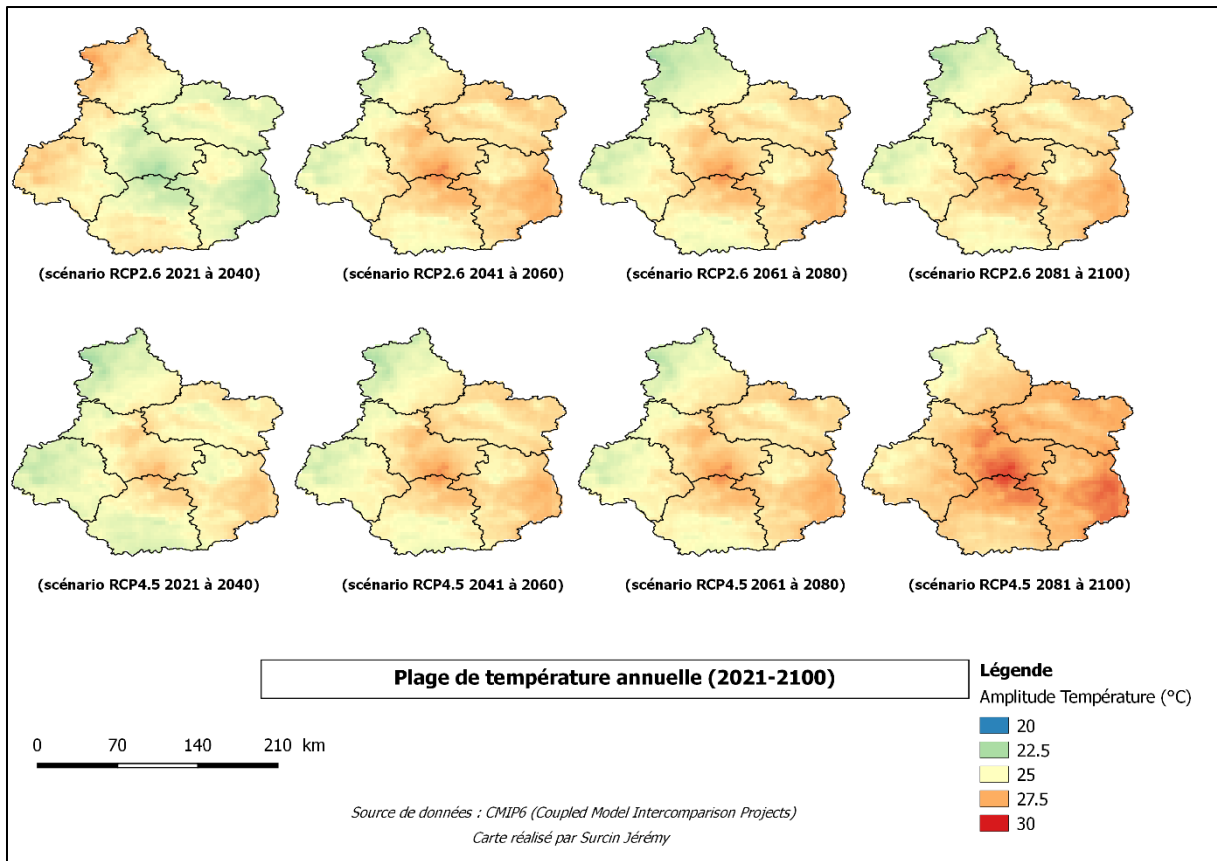 (scénario RCP2.6 2021 à 2040)
(scénario RCP2.6 2041 à 2060)
(scénario RCP2.6 2061 à 2080)
(scénario RCP2.6 2081 à 2100)
(scénario RCP4.5 2021 à 2040)
(scénario RCP4.5 2041 à 2060)
(scénario RCP4.5 2061 à 2080)
(scénario RCP4.5 2081 à 2100)
Plage de température annuelle (2021-2100)
Légende
Amplitude Température (°C)
20
22.5
25
27.5
30
0 70 140 210 km
Source de données : CMIP6 (Coupled Model Intercomparison Projects)
Carte réalisé par Surcin Jérémy